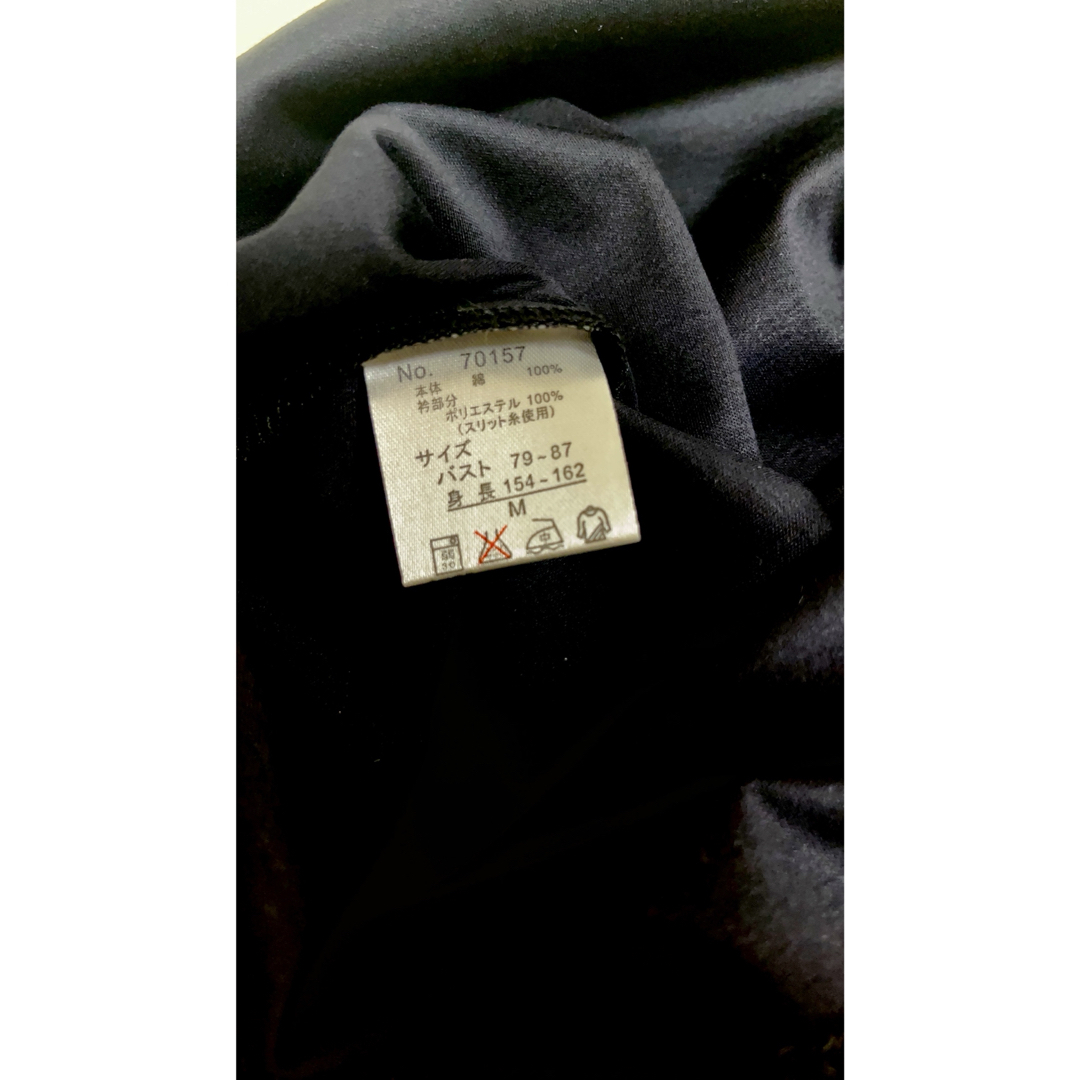 No. 70157
本体 綿 100%
衿部分
ポリエステル 100%
(スリット糸使用)
サイズ
バスト 79~87
身長 154-162
M
中